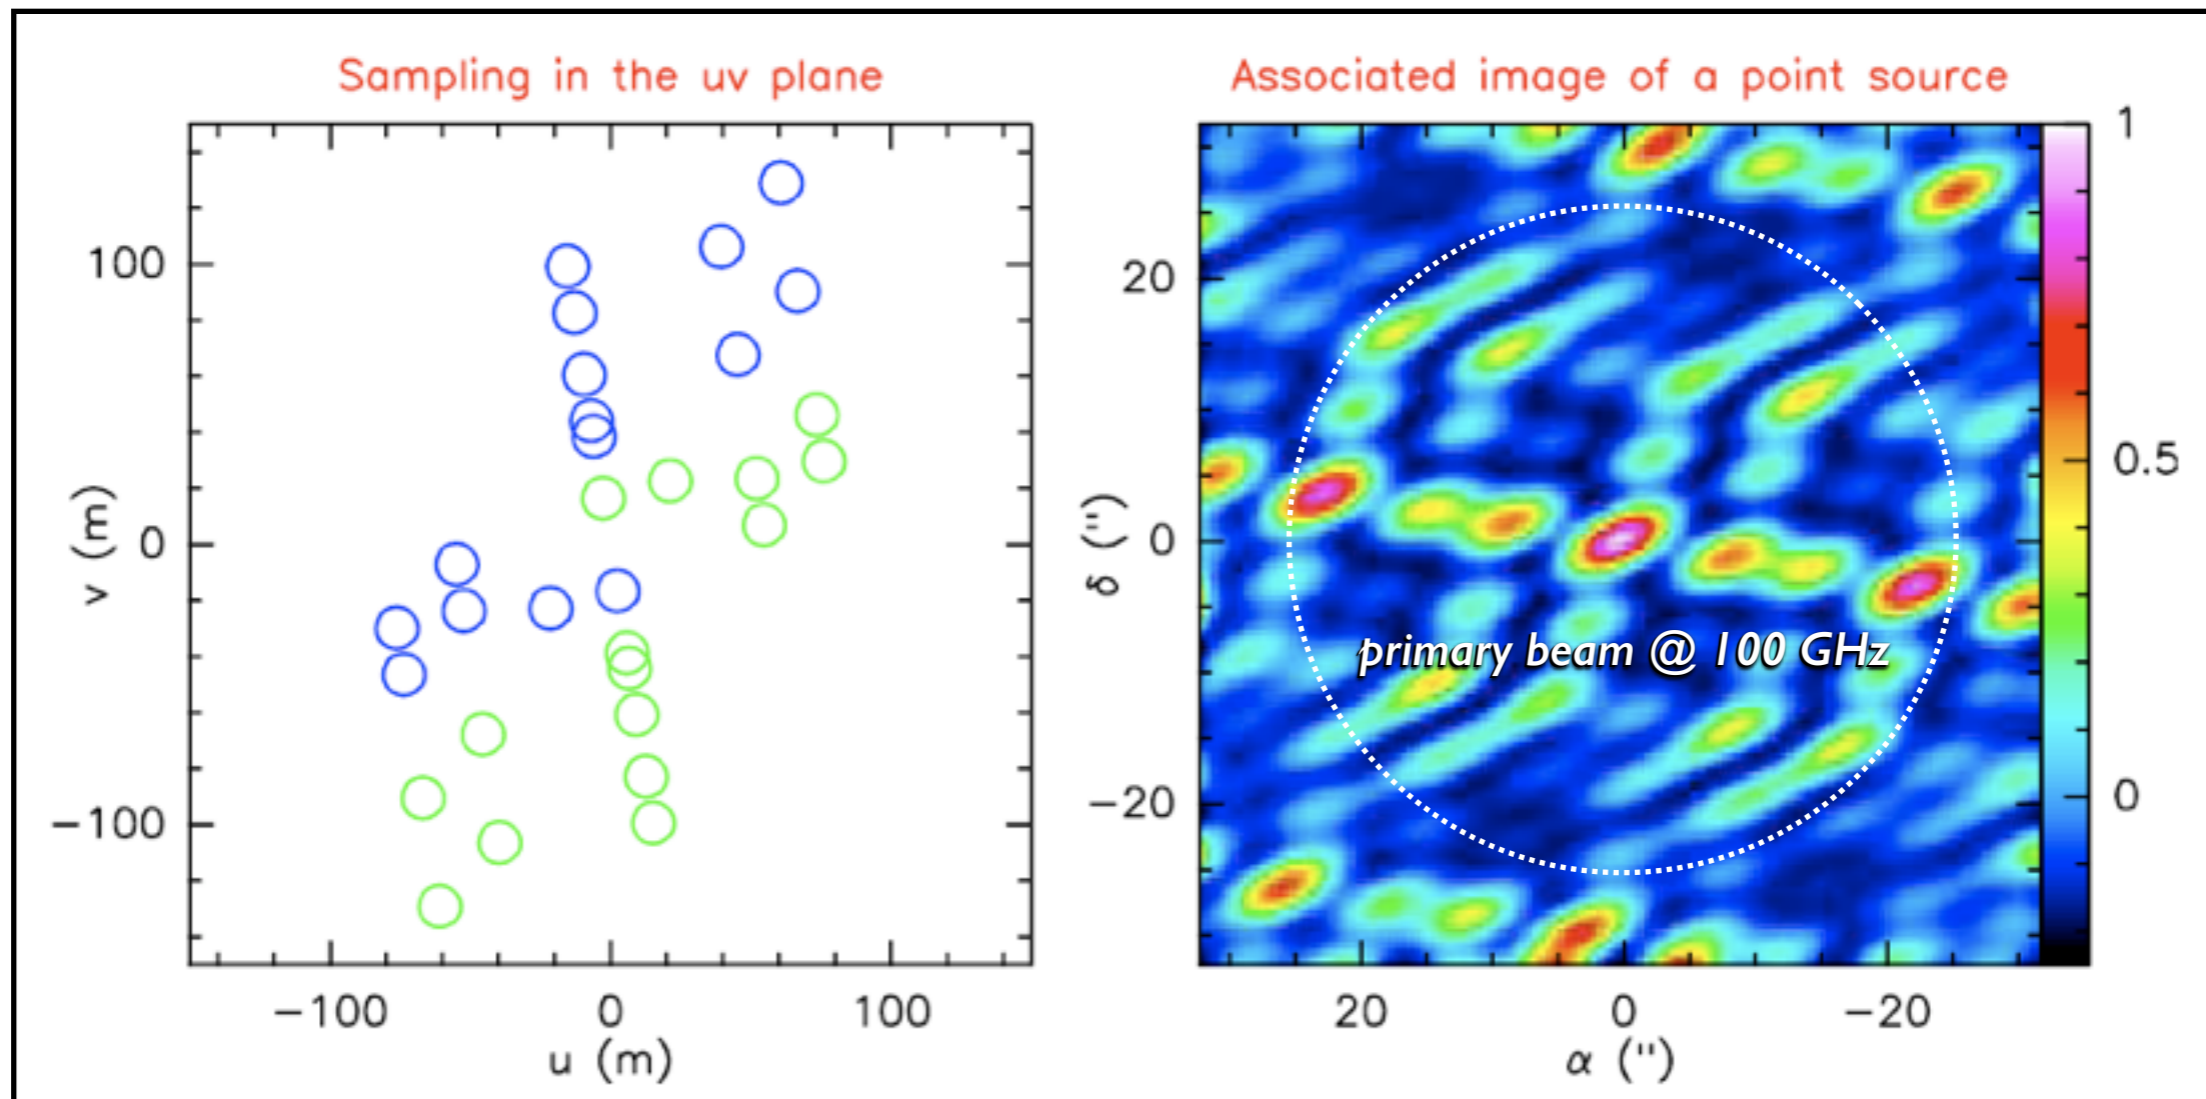 Sampling in the uv plane
100
0
−100
v (m)
−100 0 100
u (m)
Associated image of a point source
20
0
−20
δ (")
20 0 −20
α (")
primary beam @ 100 GHz
1
0.5
0